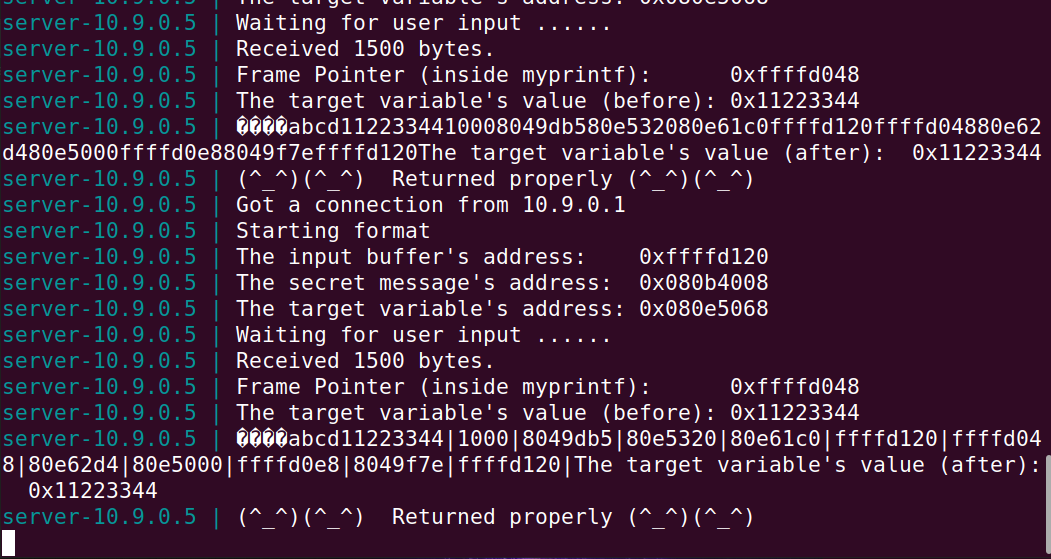 server-10.9.0.5 | The target variable's address: 0x080e5068
server-10.9.0.5 | Waiting for user input ......
server-10.9.0.5 | Received 1500 bytes.
server-10.9.0.5 | Frame Pointer (inside myprintf):      0xffffd048
server-10.9.0.5 | The target variable's value (before): 0x11223344
server-10.9.0.5 | ����abcd1122334410008049db580e532080e61c0ffffd120ffffd04880e62
d480e5000ffffd0e88049f7effffd120The target variable's value (after):  0x11223344
server-10.9.0.5 | (^_^)(^_^)  Returned properly (^_^)(^_^)
server-10.9.0.5 | Got a connection from 10.9.0.1
server-10.9.0.5 | Starting format
server-10.9.0.5 | The input buffer's address:    0xffffd120
server-10.9.0.5 | The secret message's address:  0x080b4008
server-10.9.0.5 | The target variable's address: 0x080e5068
server-10.9.0.5 | Waiting for user input ......
server-10.9.0.5 | Received 1500 bytes.
server-10.9.0.5 | Frame Pointer (inside myprintf):      0xffffd048
server-10.9.0.5 | The target variable's value (before): 0x11223344
server-10.9.0.5 | ����abcd11223344|1000|8049db5|80e5320|80e61c0|ffffd120|ffffd04
8|80e62d4|80e5000|ffffd0e8|8049f7e|ffffd120|The target variable's value (after):
  0x11223344
server-10.9.0.5 | (^_^)(^_^)  Returned properly (^_^)(^_^)